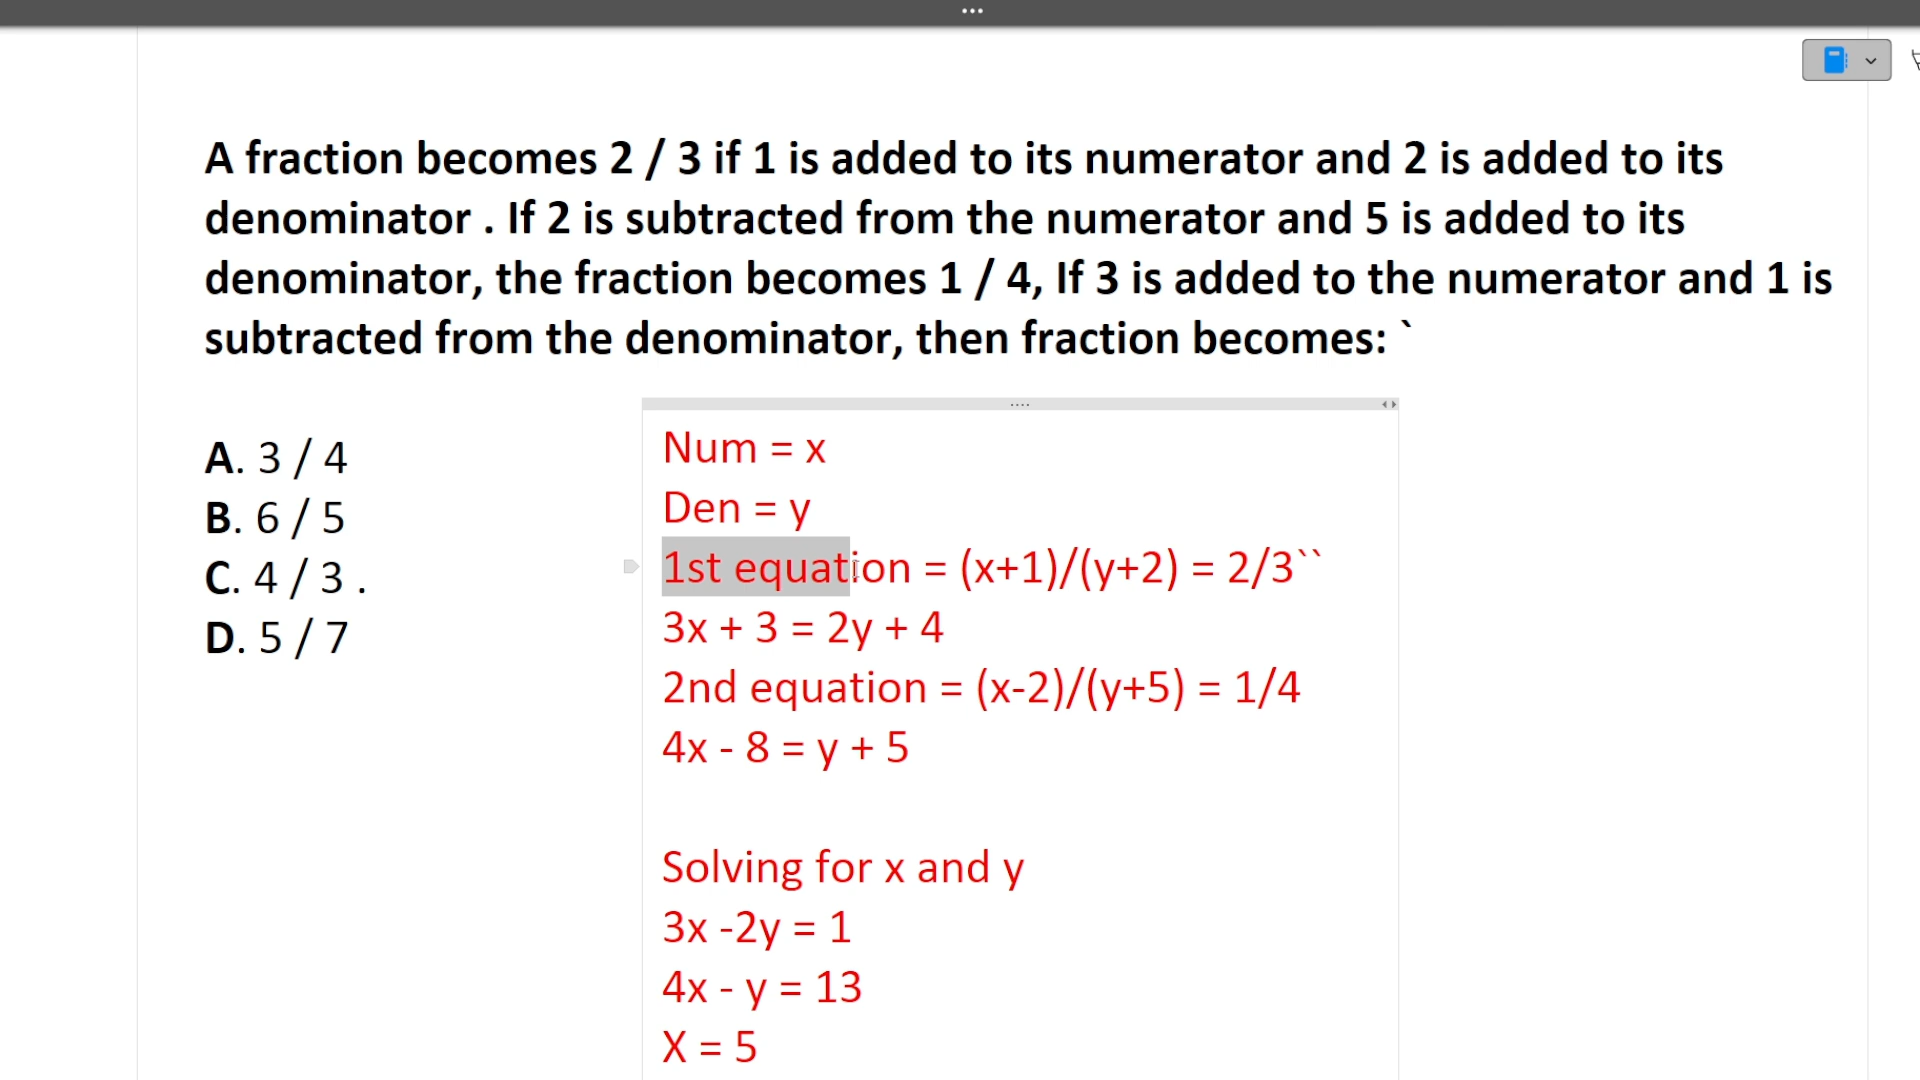 A fraction becomes 2 / 3 if 1 is added to its numerator and 2 is added to its
denominator . If 2 is subtracted from the numerator and 5 is added to its
denominator, the fraction becomes 1 / 4, If 3 is added to the numerator and 1 is
subtracted from the denominator, then fraction becomes: `
A. 3 / 4
B. 6 / 5
C. 4 / 3 .
D. 5 / 7
Num = x
Den = y
1st equation = (x+1)/(y+2) = 2/3``
3x + 3 = 2y + 4
2nd equation = (x-2)/(y+5) = 1/4
4x - 8 = y + 5
Solving for x and y
3x -2y = 1
4x - y = 13
X = 5